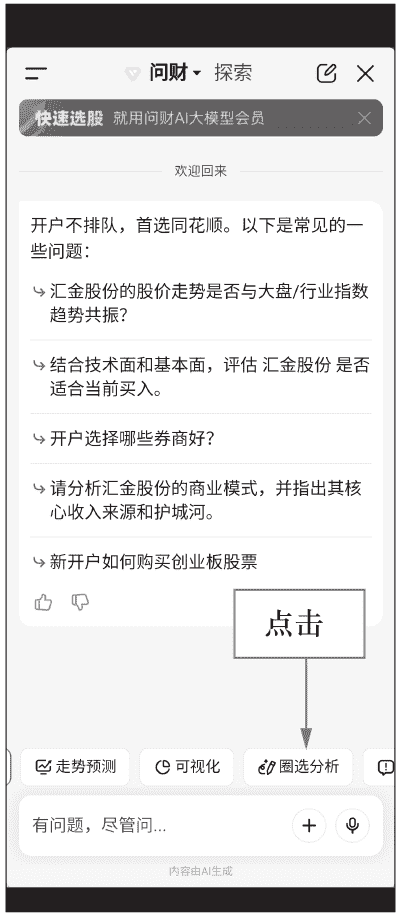 问财 探索
快速选股 就用问财AI大模型会员
欢迎回来
开户不排队，首选同花顺。以下是常见的一
些问题：
汇金股份的股价走势是否与大盘/行业指数
趋势共振？
结合技术面和基本面，评估 汇金股份 是否
适合当前买入。
开户选择哪些券商好？
请分析汇金股份的商业模式，并指出其核
心收入来源和护城河。
新开户如何购买创业板股票
点击
走势预测 可视化 圈选分析
有问题，尽管问...
内容由AI生成